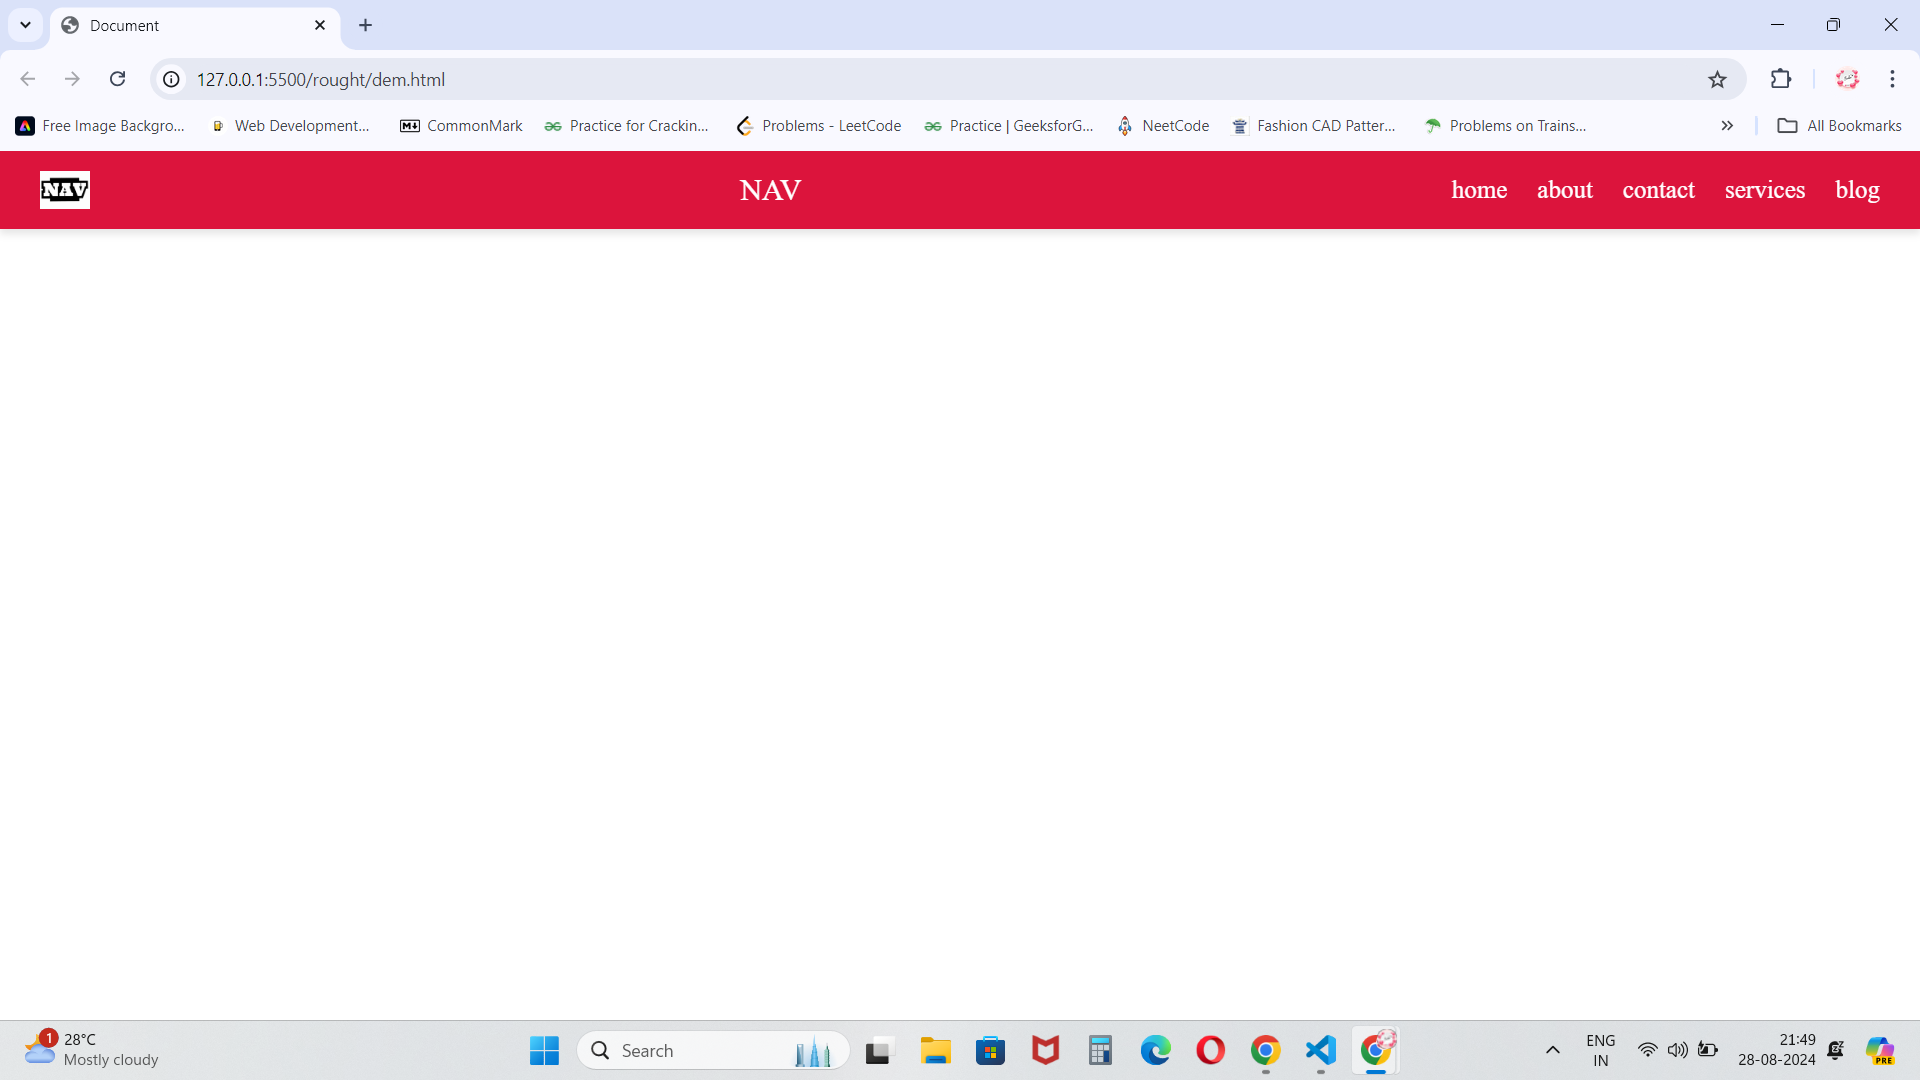 Document
127.0.0.1:5500/rought/dem.html
Free Image Backgro... Web Development... CommonMark Practice for Crackin... Problems - LeetCode Practice | GeeksforG... NeetCode Fashion CAD Patter... Problems on Trains... All Bookmarks
NAV NAV home about contact services blog
1 28°C
Mostly cloudy
Search
ENG
IN
21:49
28-08-2024
PRE